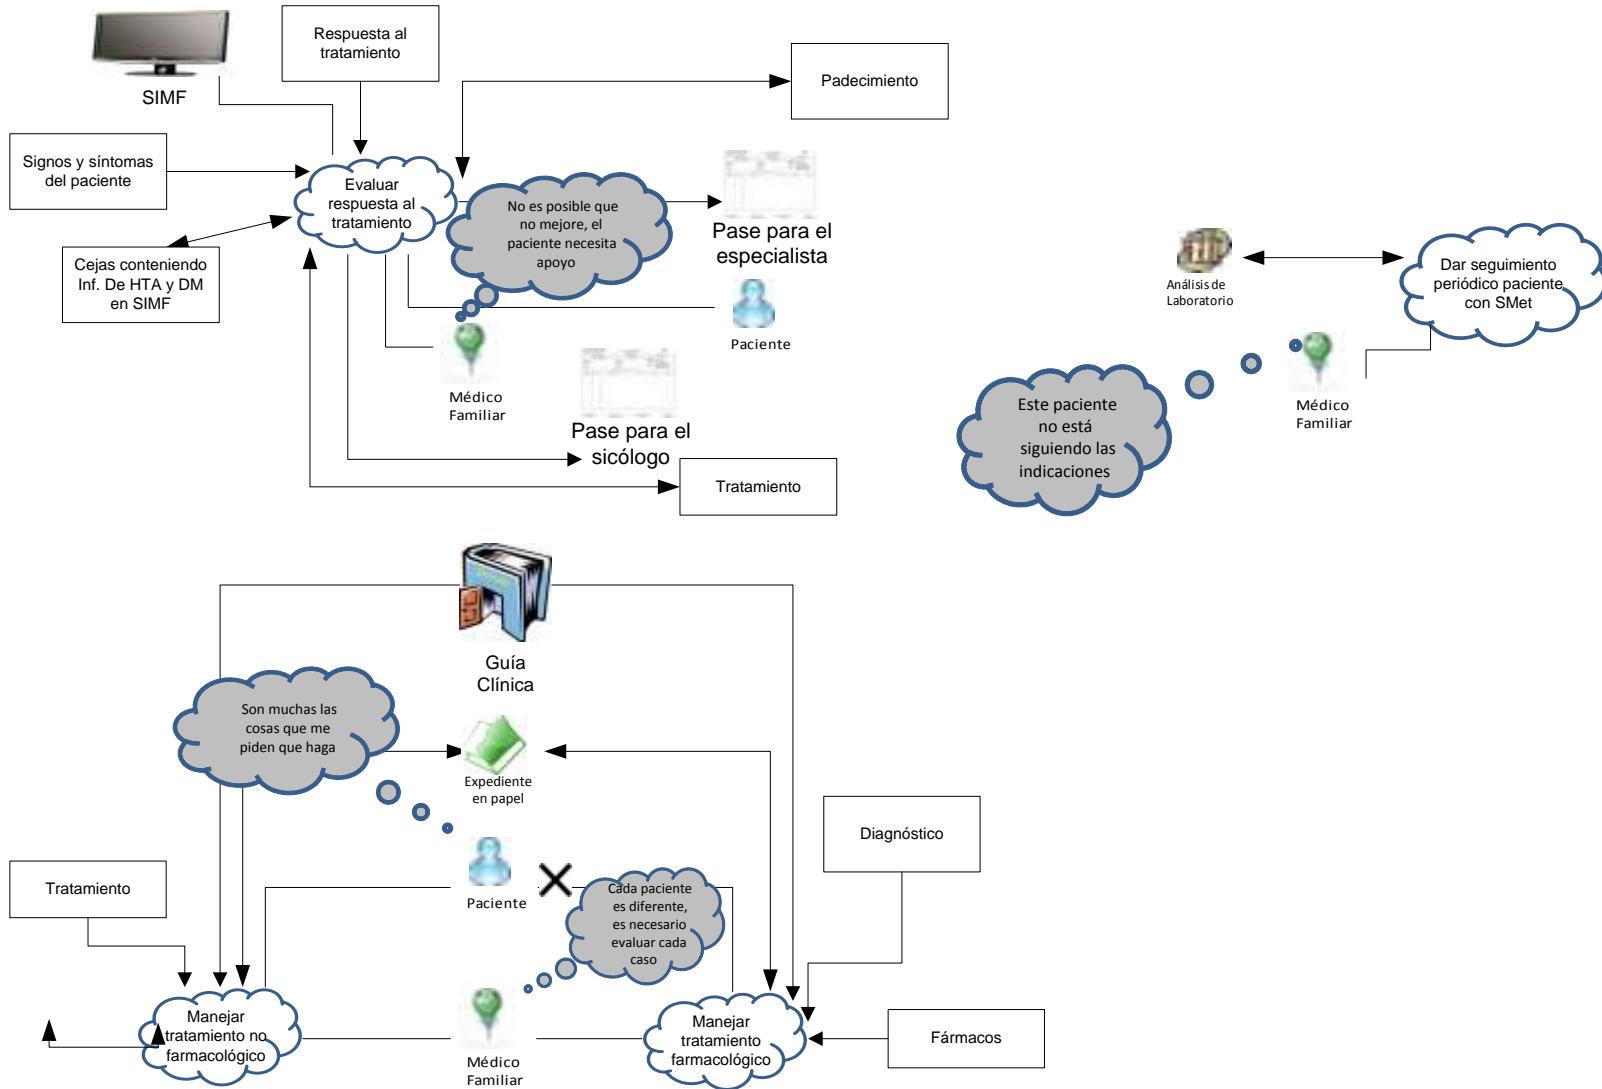 SIMF
Respuesta al
tratamiento
Padecimiento
Signos y síntomas
del paciente
Evaluar
respuesta al
tratamiento
No es posible que
no mejore, el
paciente necesita
apoyo
Pase para el
especialista
Cejas conteniendo
Inf. De HTA y DM
en SIMF
Paciente
Médico
Familiar
Pase para el
sicólogo
Tratamiento
Análisis de
Laboratorio
Dar seguimiento
periódico paciente
con SMet
Médico
Familiar
Este paciente
no está
siguiendo las
indicaciones
Guía
Clínica
Son muchas las
cosas que me
piden que haga
Expediente
en papel
Diagnóstico
Tratamiento
Paciente
Cada paciente
es diferente,
es necesario
evaluar cada
caso
Manejar
tratamiento no
farmacológico
Médico
Familiar
Manejar
tratamiento
farmacológico
Fármacos